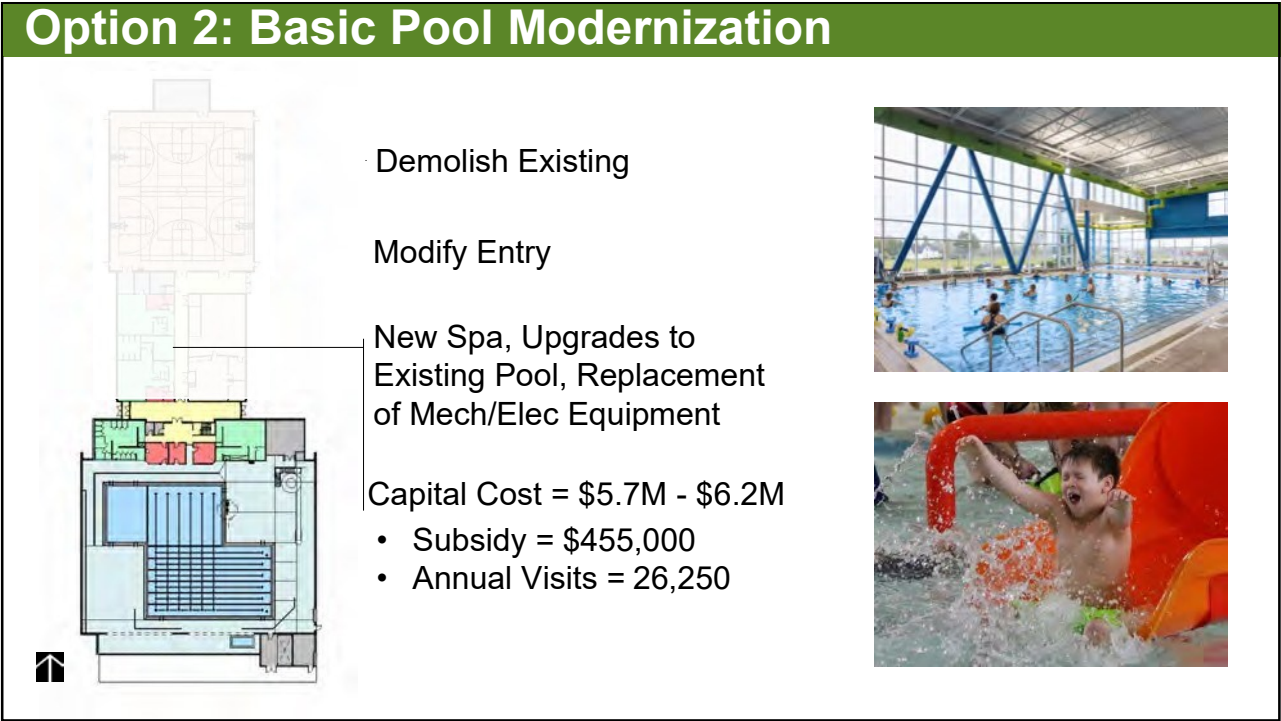 Option 2: Basic Pool Modernization
Demolish Existing
Modify Entry
New Spa, Upgrades to
Existing Pool, Replacement
of Mech/Elec Equipment
Capital Cost = $5.7M - $6.2M
• Subsidy = $455,000
• Annual Visits = 26,250